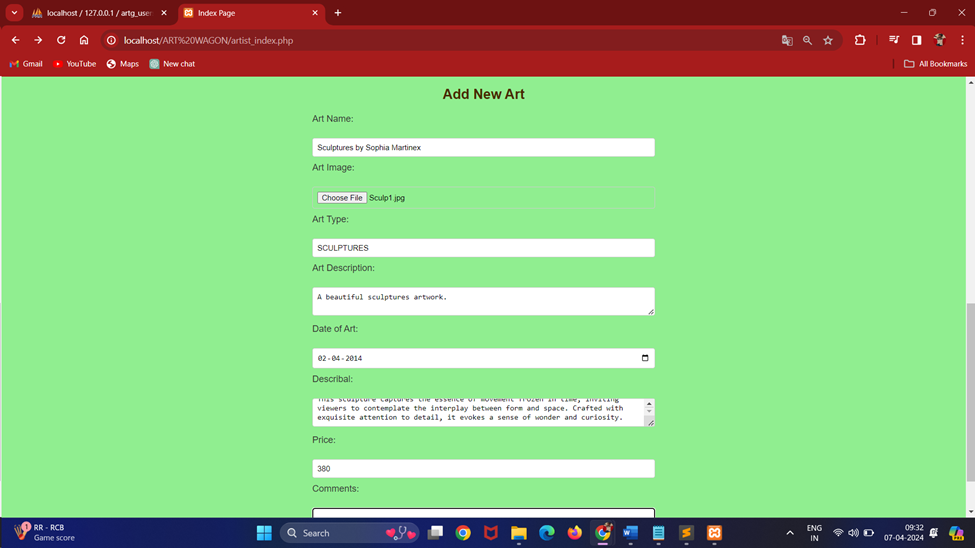 localhost / 127.0.0.1 / artg_user
Index Page
localhost/ART%20WAGON/artist_index.php
Gmail
YouTube
Maps
New chat
All Bookmarks
Add New Art
Art Name:
Sculptures by Sophia Martinex
Art Image:
Choose File Sculp1.jpg
Art Type:
SCULPTURES
Art Description:
A beautiful sculptures artwork.
Date of Art:
02-04-2014
Describal:
This sculpture captures the essence of movement frozen in time, inviting
viewers to contemplate the interplay between form and space. Crafted with
exquisite attention to detail, it evokes a sense of wonder and curiosity.
Price:
380
Comments:
1
RR - RCB
Game score
Search
ENG
IN
09:32
07-04-2024